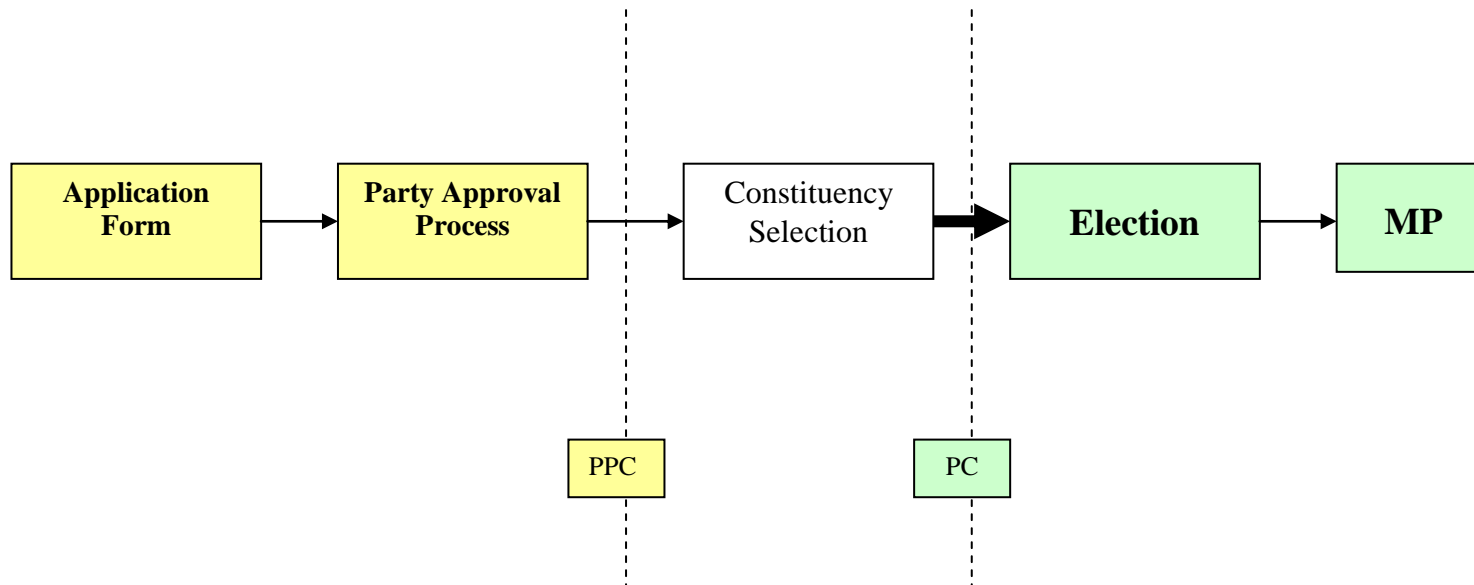 Application
Form
Party Approval
Process
Constituency
Selection
Election
MP
PPC
PC